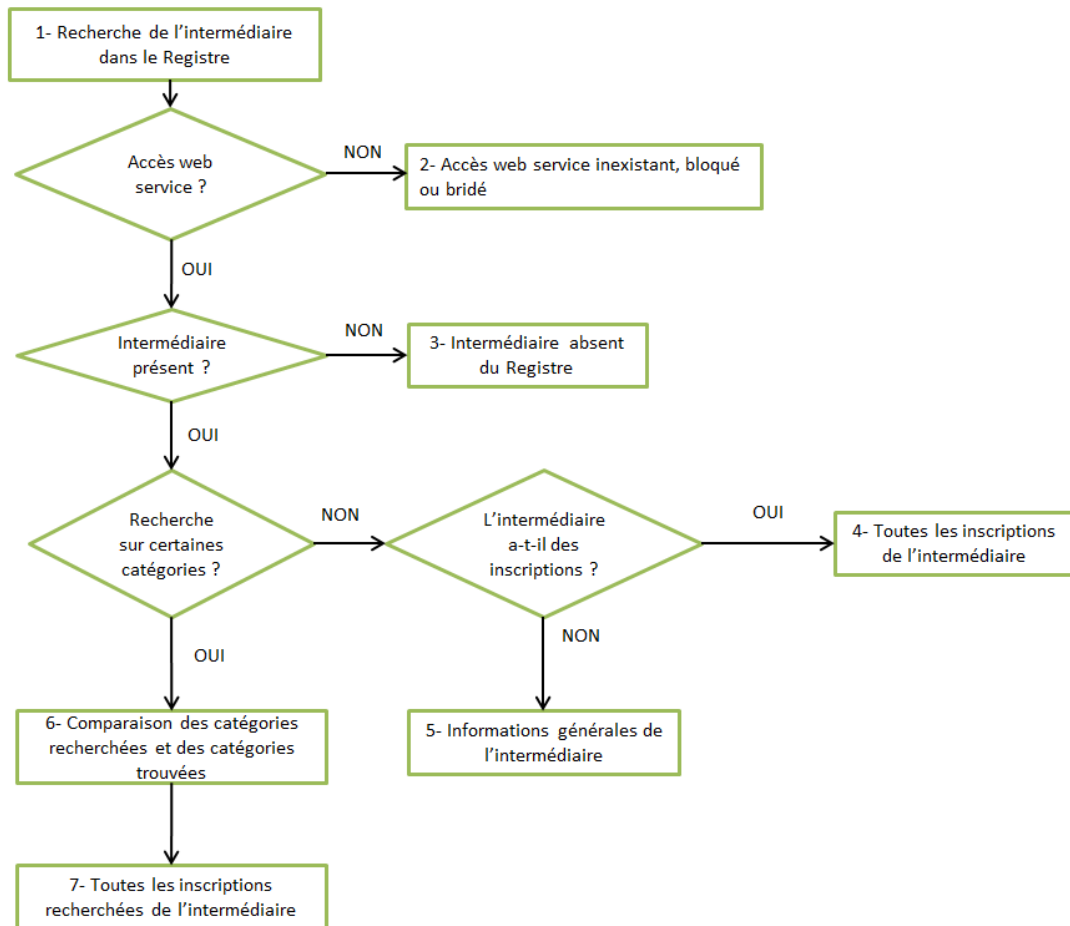 1- Recherche de l'intermédiaire
dans le Registre
Accès web
service ?
NON
2- Accès web service inexistant, bloqué
ou bridé
OUI
Intermédiaire
présent ?
NON
3- Intermédiaire absent
du Registre
OUI
Recherche
sur certaines
catégories ?
NON
L'intermédiaire
a-t-il des
inscriptions ?
OUI
4- Toutes les inscriptions
de l'intermédiaire
NON
5- Informations générales de
l'intermédiaire
OUI
6- Comparaison des catégories
recherchées et des catégories
trouvées
7- Toutes les inscriptions
recherchées de l'intermédiaire